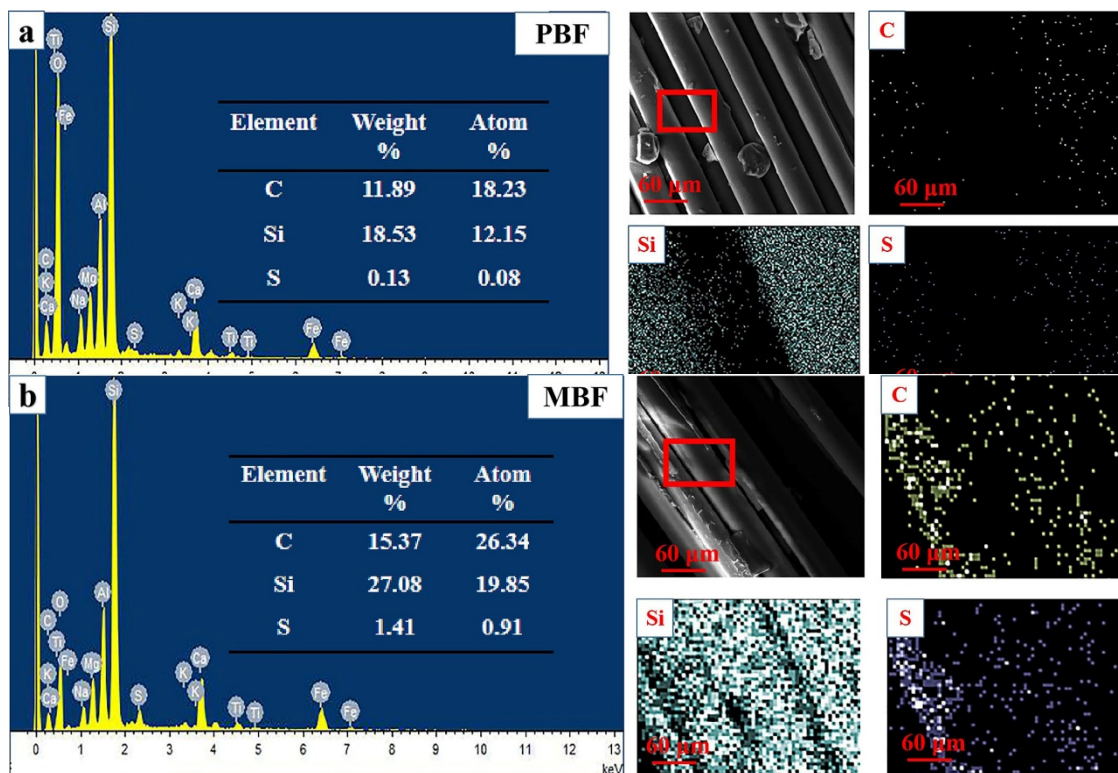 a
PBF
Ti
O
Fe
Si
C
K
Ca
Na
Mg
Al
S
K
K
Ca
Ti
Ti
Fe
Fe
Element Weight % Atom %
C 11.89 18.23
Si 18.53 12.15
S 0.13 0.08
60 µm
C
60 µm
Si
S
b
MBF
Si
O
C
Ti
K
Fe
Ca
Na
Mg
Al
S
K
K
Ca
Ti
Ti
Fe
Fe
Element Weight % Atom %
C 15.37 26.34
Si 27.08 19.85
S 1.41 0.91
0 1 2 3 4 5 6 7 8 9 10 11 12 13
keV
60 µm
C
60 µm
Si
60 µm
S
60 µm